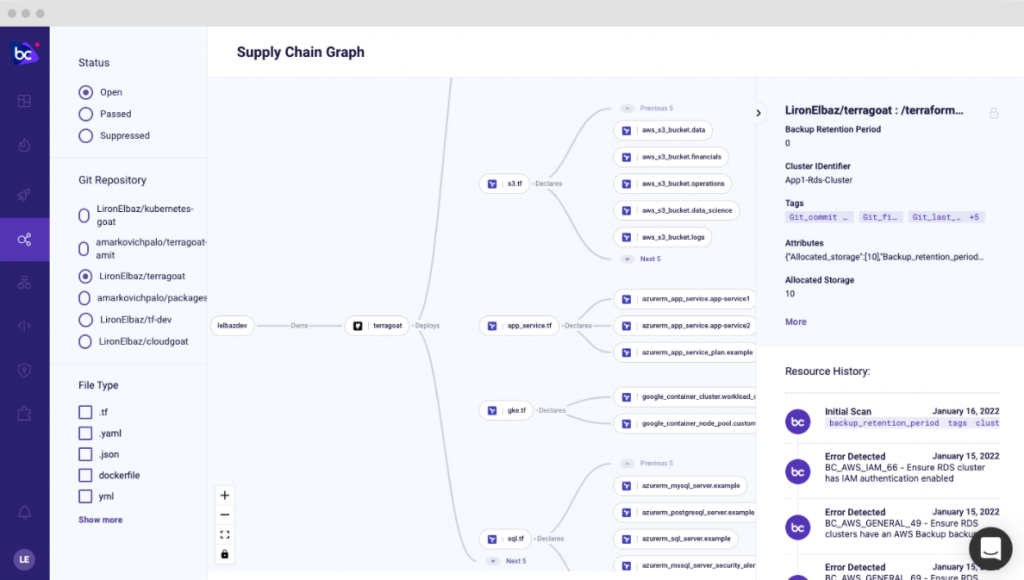 bc
Supply Chain Graph
Status
Open
Passed
Suppressed
Git Repository
LironElbaz/kubernetes-
goat
amarkovichpalo/terragoat-
amit
LironElbaz/terragoat
amarkovichpalo/packages
LironElbaz/tf-dev
LironElbaz/cloudgoat
File Type
.tf
.yaml
.json
dockerfile
yml
Show more
LE
lelbazdev
Owns
terragoat
Deploys
s3.tf
Declares
Previous 5
aws_s3_bucket.data
aws_s3_bucket.financials
aws_s3_bucket.operations
aws_s3_bucket.data_science
aws_s3_bucket.logs
Next 5
app_service.tf
Declares
azurerm_app_service.app-service1
azurerm_app_service.app-service2
azurerm_app_service_plan.example
gke.tf
Declares
google_container_cluster.workload_c
google_container_node_pool.custom
sql.tf
Declares
Next 5
Previous 5
azurerm_mysql_server.example
azurerm_postgresql_server.example
azurerm_sql_server.example
azurerm_mssql_server_security_aler
LironElbaz/terragoat : /terraform...
Backup Retention Period
0
Cluster IDentifier
App1-Rds-Cluster
Tags
Git_commit … Git_fi… Git_last_… +5
Attributes
{"Allocated_storage":[10],"Backup_retention_period...
Allocated Storage
10
More
Resource History:
bc
Initial Scan January 16, 2022
backup_retention_period tags clust
bc
Error Detected January 15, 2022
BC_AWS_IAM_66 - Ensure RDS cluster
has IAM authentication enabled
bc
Error Detected January 15, 2022
BC_AWS_GENERAL_49 - Ensure RDS
clusters have an AWS Backup backup
Error Detected January 15,
BC_AWS_GENERAL_69 - Ensure RDS